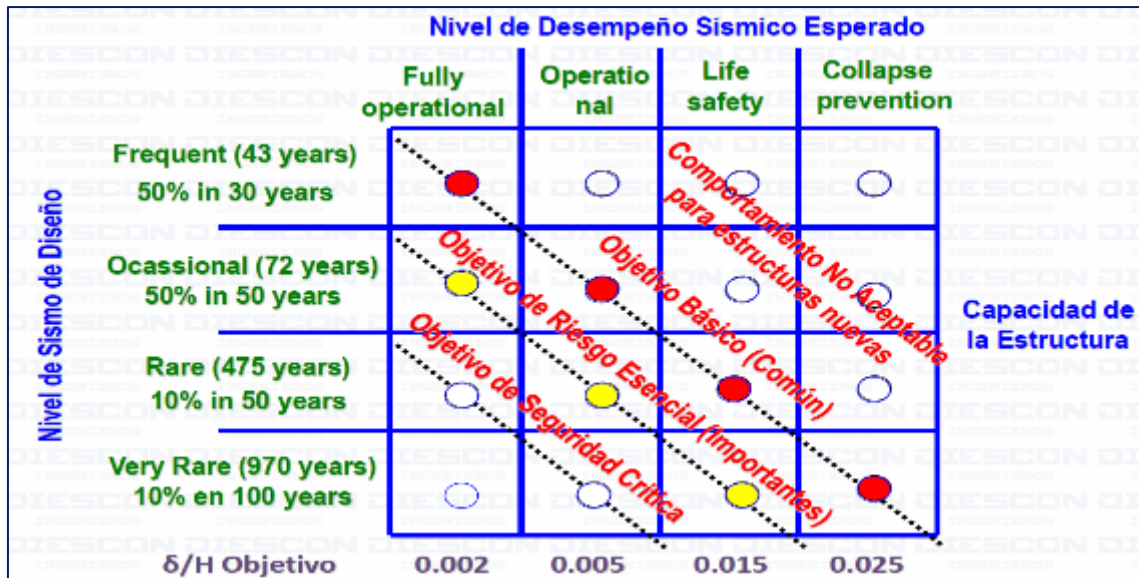 Nivel de Desempeño Sísmico Esperado
Fully
operational
Operatio
nal
Life
safety
Collapse
prevention
Nivel de Sismo de Diseño
Frequent (43 years)
50% in 30 years
Ocassional (72 years)
50% in 50 years
Rare (475 years)
10% in 50 years
Very Rare (970 years)
10% en 100 years
Comportamiento No Aceptable
para estructuras nuevas
Objetivo Básico (Común)
Objetivo de Riesgo Esencial (Importantes)
Objetivo de Seguridad Crítica
Capacidad de
la Estructura
δ/H Objetivo 0.002 0.005 0.015 0.025
DIESCON
INGENIEROS